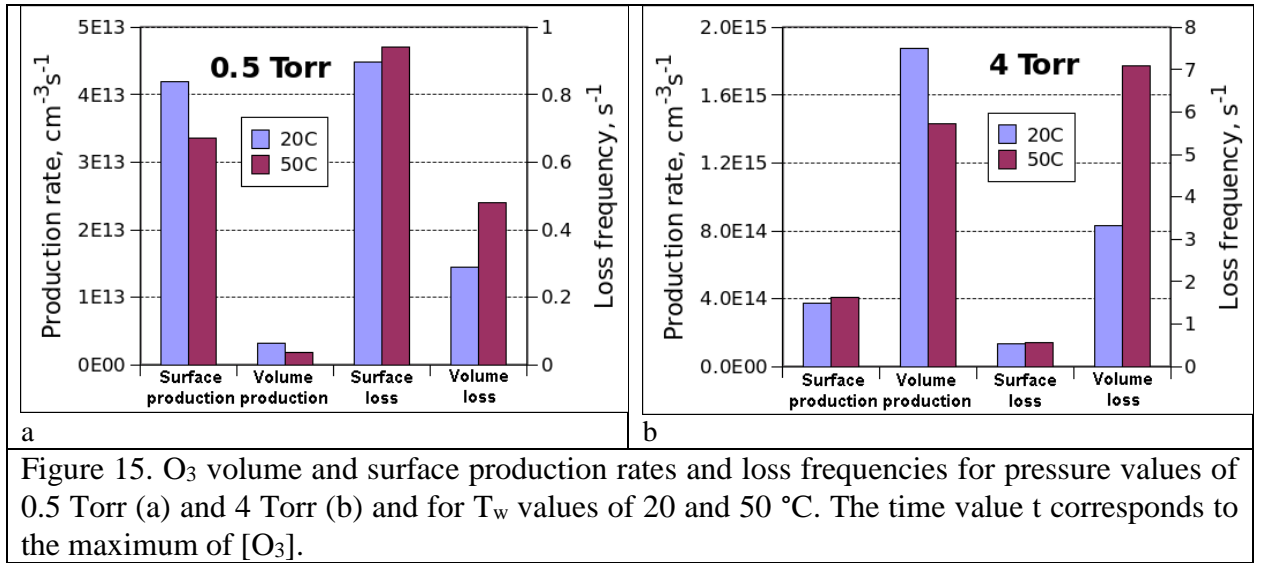 5E13
4E13
3E13
2E13
1E13
0E00
Production rate, cm⁻³s⁻¹
0.5 Torr
20C
50C
1
0.8
0.6
0.4
0.2
0
Loss frequency, s⁻¹
Surface production
Volume production
Surface loss
Volume loss
a
2.0E15
1.6E15
1.2E15
8.0E14
4.0E14
0.0E00
Production rate, cm⁻³s⁻¹
4 Torr
20C
50C
8
7
6
5
4
3
2
1
0
Loss frequency, s⁻¹
Surface production
Volume production
Surface loss
Volume loss
b
Figure 15. O₃ volume and surface production rates and loss frequencies for pressure values of
0.5 Torr (a) and 4 Torr (b) and for T_w values of 20 and 50 °C. The time value t corresponds to
the maximum of [O₃].